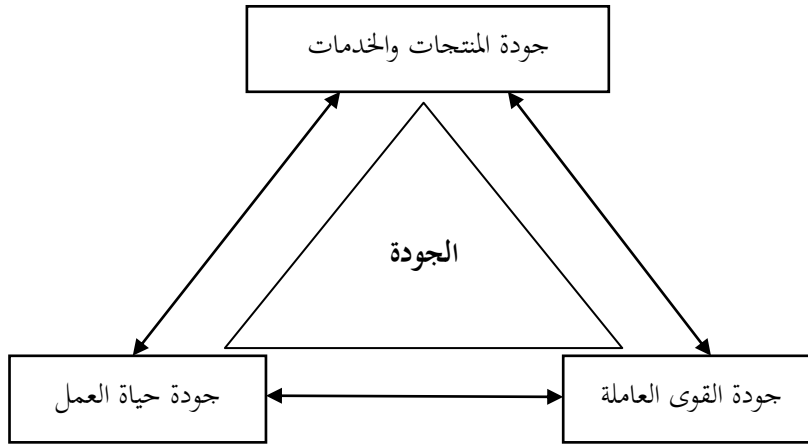 جودة المنتجات والخدمات
الجودة
جودة القوى العاملة
جودة حياة العمل